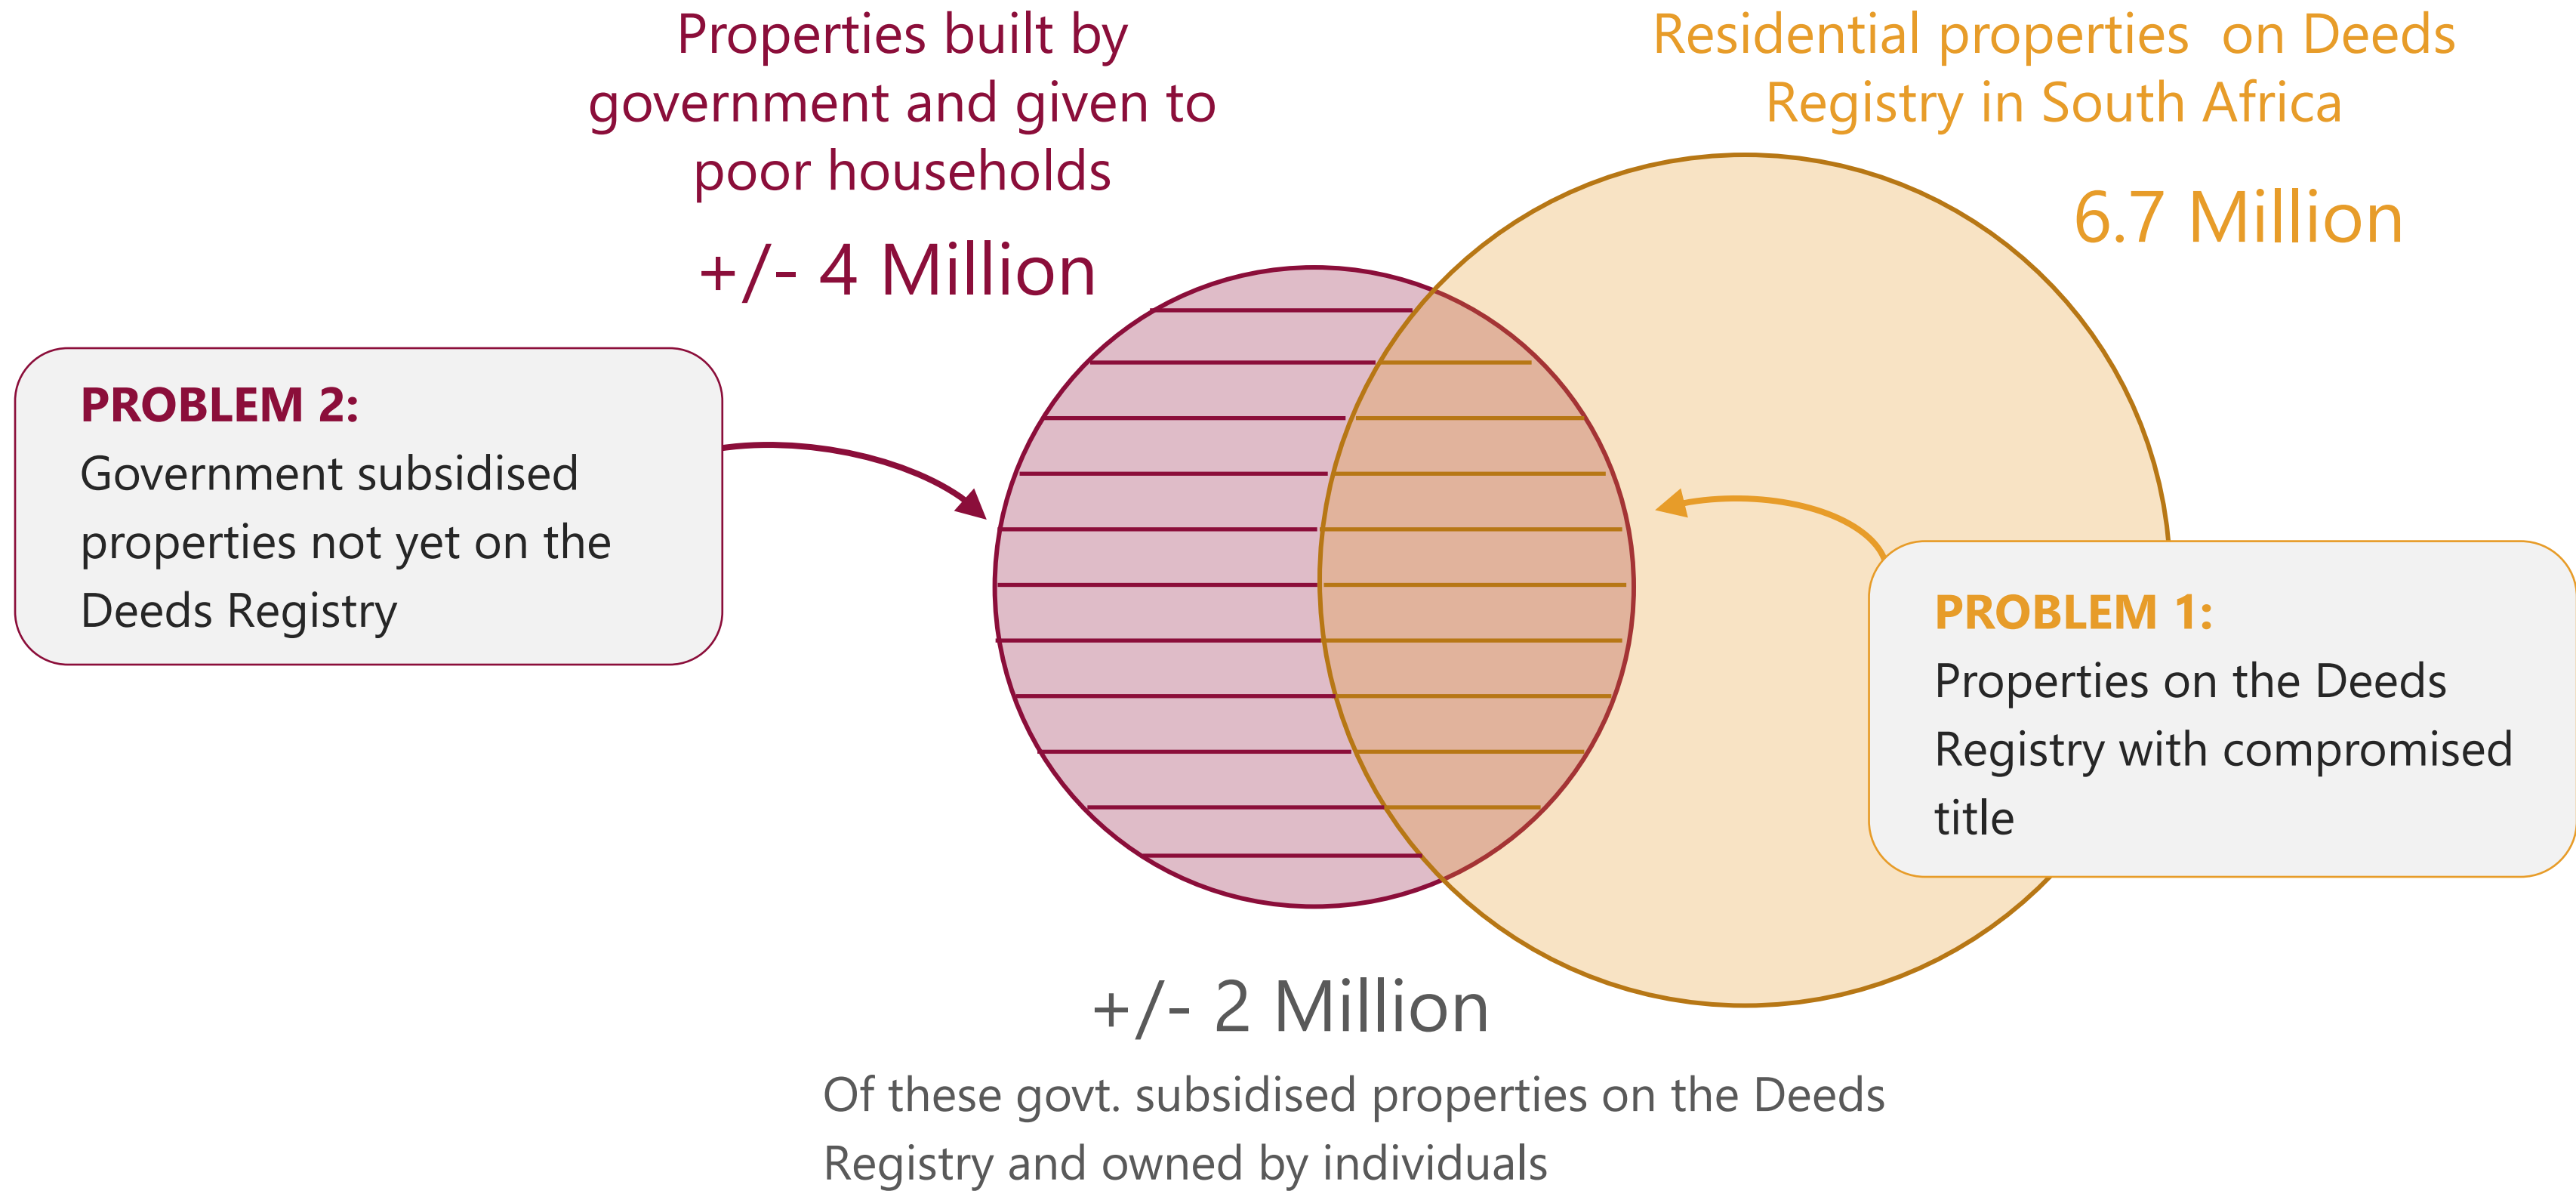 Properties built by
government and given to
poor households
+/- 4 Million
Residential properties  on Deeds
Registry in South Africa
6.7 Million
PROBLEM 2:
Government subsidised
properties not yet on the
Deeds Registry
PROBLEM 1:
Properties on the Deeds
Registry with compromised
title
+/- 2 Million
Of these govt. subsidised properties on the Deeds
Registry and owned by individuals